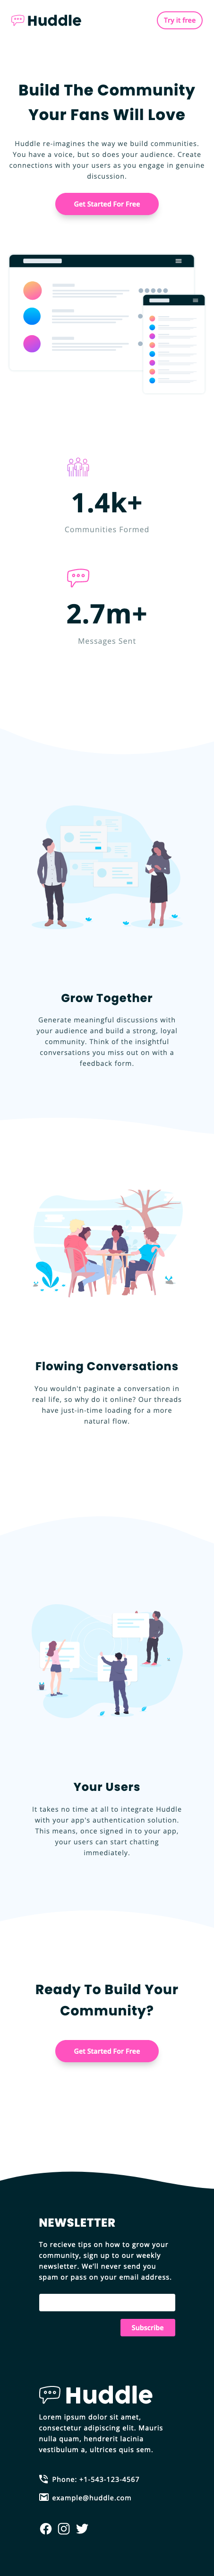 Huddle
Try it free
Build The Community
Your Fans Will Love
Huddle re-imagines the way we build communities.
You have a voice, but so does your audience. Create
connections with your users as you engage in genuine
discussion.
Get Started For Free
1.4k+
Communities Formed
2.7m+
Messages Sent
Grow Together
Generate meaningful discussions with
your audience and build a strong, loyal
community. Think of the insightful
conversations you miss out on with a
feedback form.
Flowing Conversations
You wouldn't paginate a conversation in
real life, so why do it online? Our threads
have just-in-time loading for a more
natural flow.
Your Users
It takes no time at all to integrate Huddle
with your app's authentication solution.
This means, once signed in to your app,
your users can start chatting
immediately.
Ready To Build Your
Community?
Get Started For Free
NEWSLETTER
To recieve tips on how to grow your
community, sign up to our weekly
newsletter. We'll never send you
spam or pass on your email address.
Subscribe
Huddle
Lorem ipsum dolor sit amet,
consectetur adipiscing elit. Mauris
nulla quam, hendrerit lacinia
vestibulum a, ultrices quis sem.
Phone: +1-543-123-4567
example@huddle.com